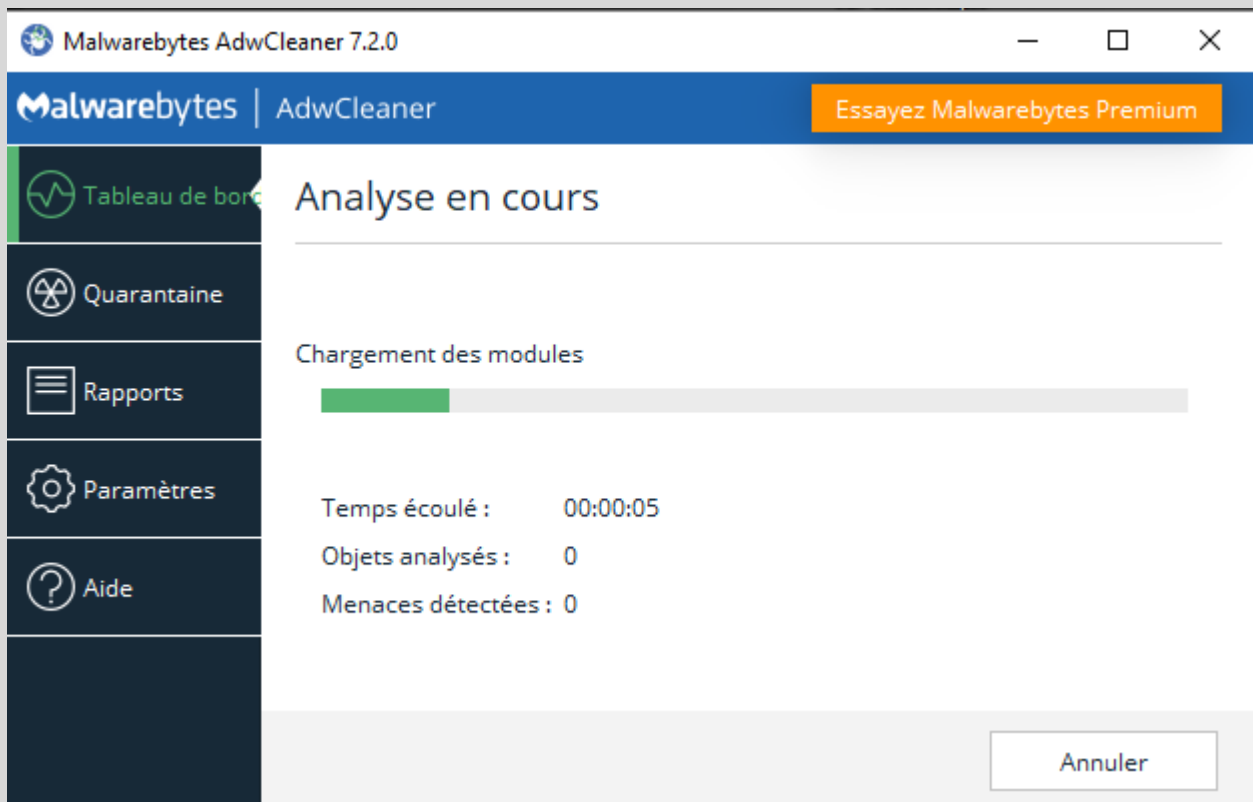 Malwarebytes AdwCleaner 7.2.0
Malwarebytes | AdwCleaner
Essayez Malwarebytes Premium
Tableau de bord
Quarantaine
Rapports
Paramètres
Aide
Analyse en cours
Chargement des modules
Temps écoulé : 00:00:05
Objets analysés : 0
Menaces détectées : 0
Annuler